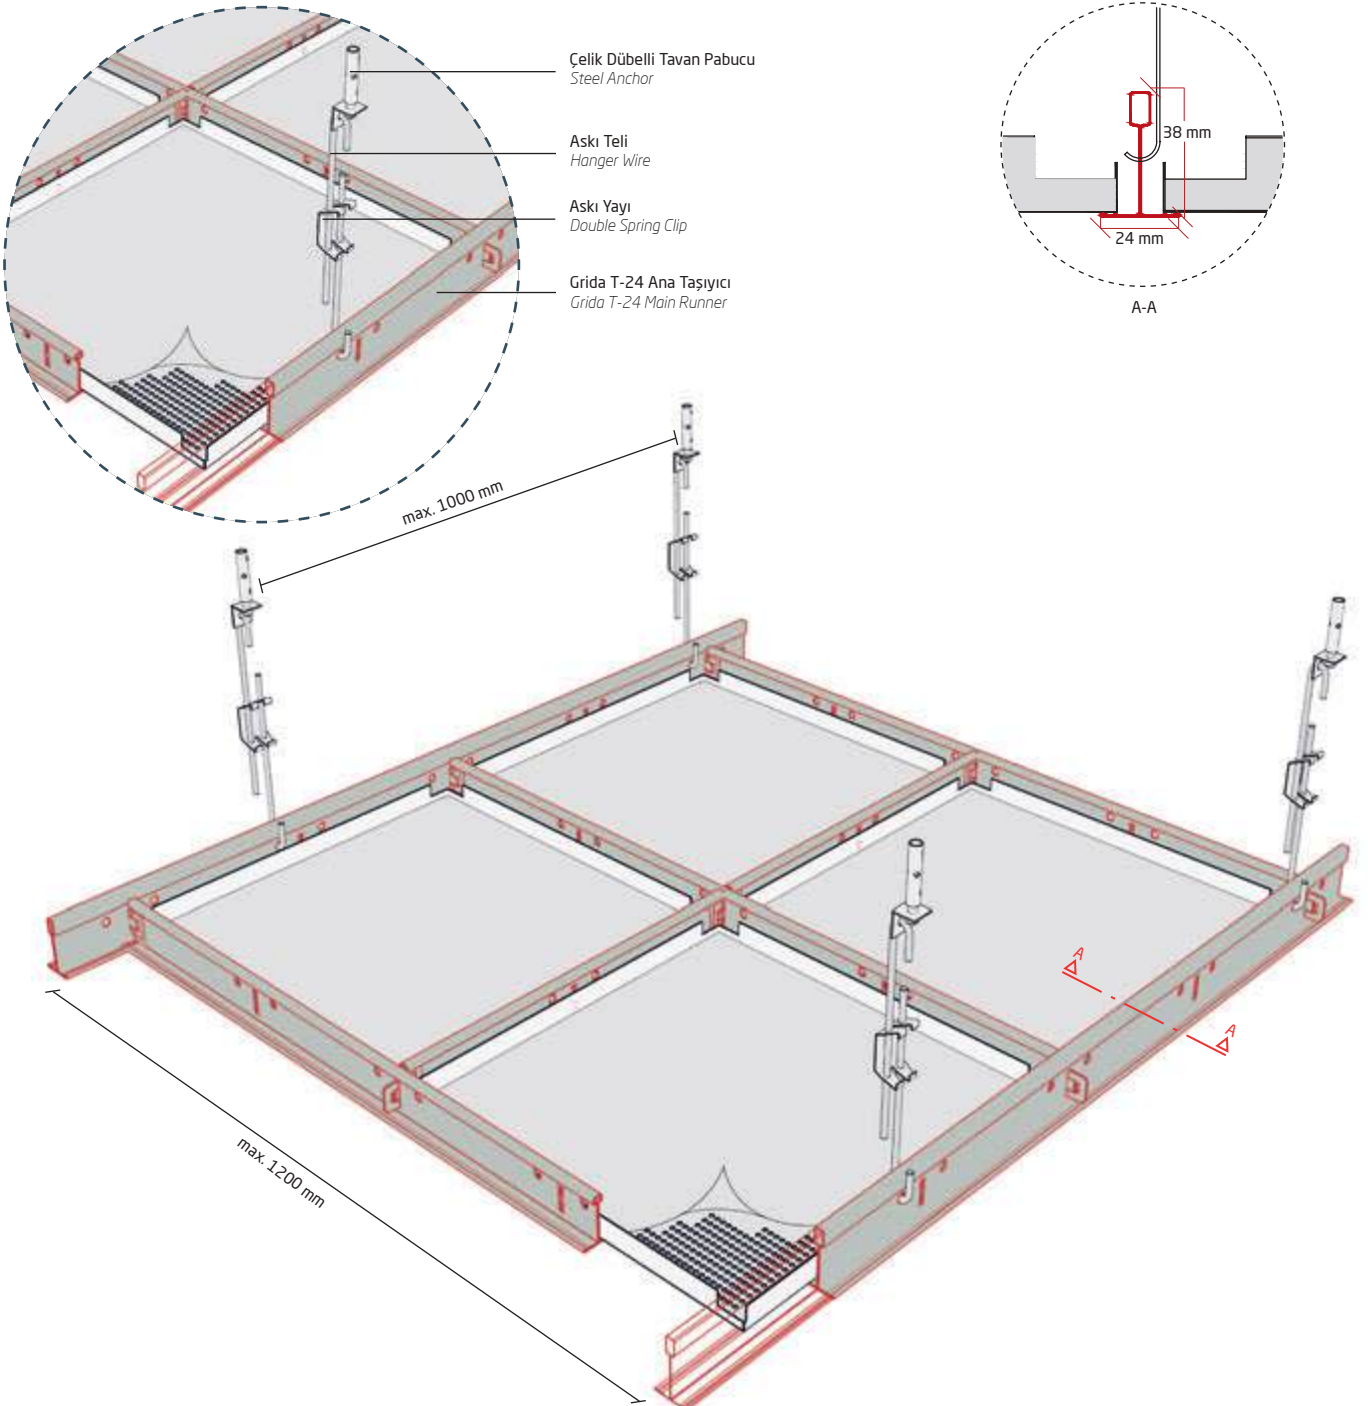 Çelik Dübelli Tavan Pabucu
Steel Anchor
Askı Teli
Hanger Wire
Askı Yayı
Double Spring Clip
Grida T-24 Ana Taşıyıcı
Grida T-24 Main Runner
38 mm
24 mm
A-A
max. 1000 mm
A
A
max. 1200 mm